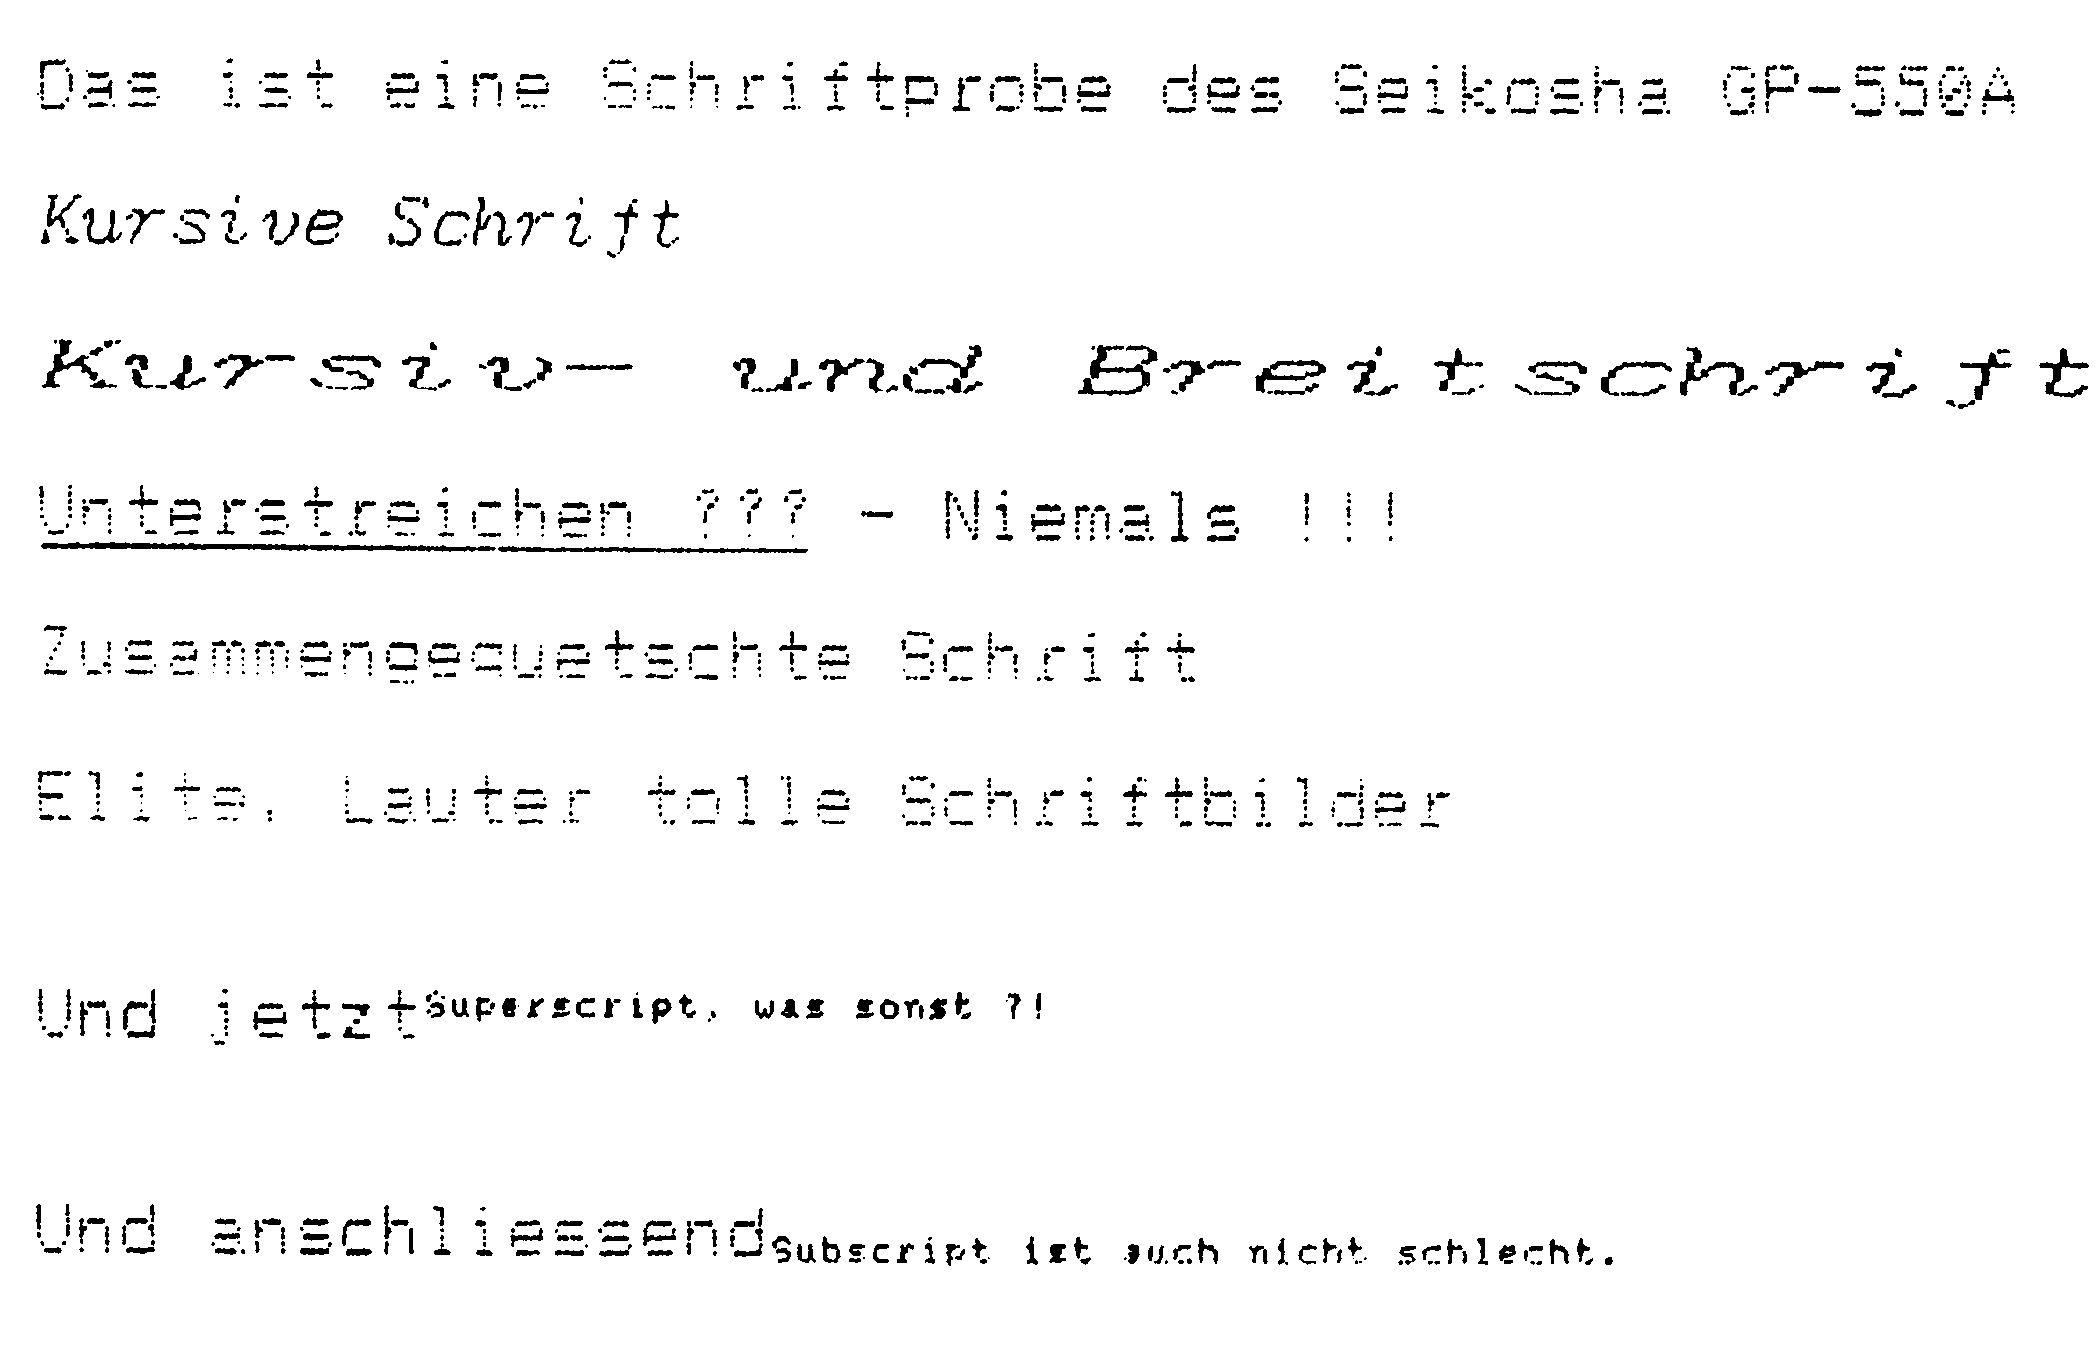 Das ist eine Schriftprobe des Seikosha GP-550A
Kursive Schrift
Kursiv- und Breitschrift
Unterstreichen ??? - Niemals !!!
Zusammengequetschte Schrift
Elite, Lauter tolle Schriftbilder
Und jetzt Superscript, was sonst ?!
Und anschliessend Subscript ist auch nicht schlecht.